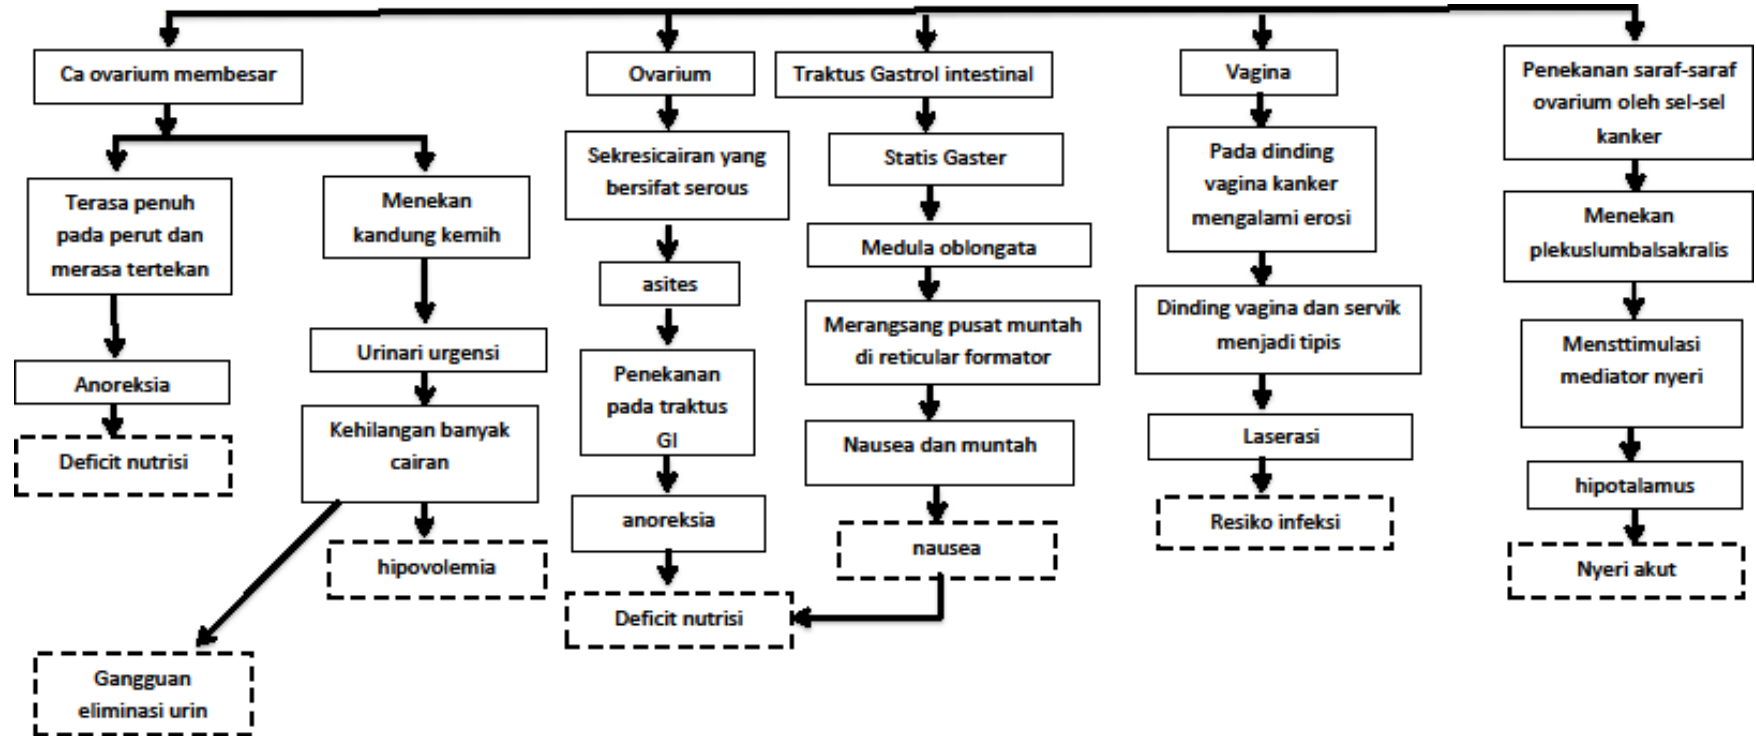 Ca ovarium membesar
Terasa penuh
pada perut dan
merasa tertekan
Anoreksia
Deficit nutrisi
Menekan
kandung kemih
Urinari urgensi
Kehilangan banyak
cairan
hipovolemia
Gangguan
eliminasi urin
Ovarium
Sekresicairan yang
bersifat serous
asites
Penekanan
pada traktus
GI
anoreksia
Deficit nutrisi
Traktus Gastrol intestinal
Statis Gaster
Medula oblongata
Merangsang pusat muntah
di reticular formator
Nausea dan muntah
nausea
Vagina
Pada dinding
vagina kanker
mengalami erosi
Dinding vagina dan servik
menjadi tipis
Laserasi
Resiko infeksi
Penekanan saraf-saraf
ovarium oleh sel-sel
kanker
Menekan
plekuslumbalsakralis
Mensttimulasi
mediator nyeri
hipotalamus
Nyeri akut